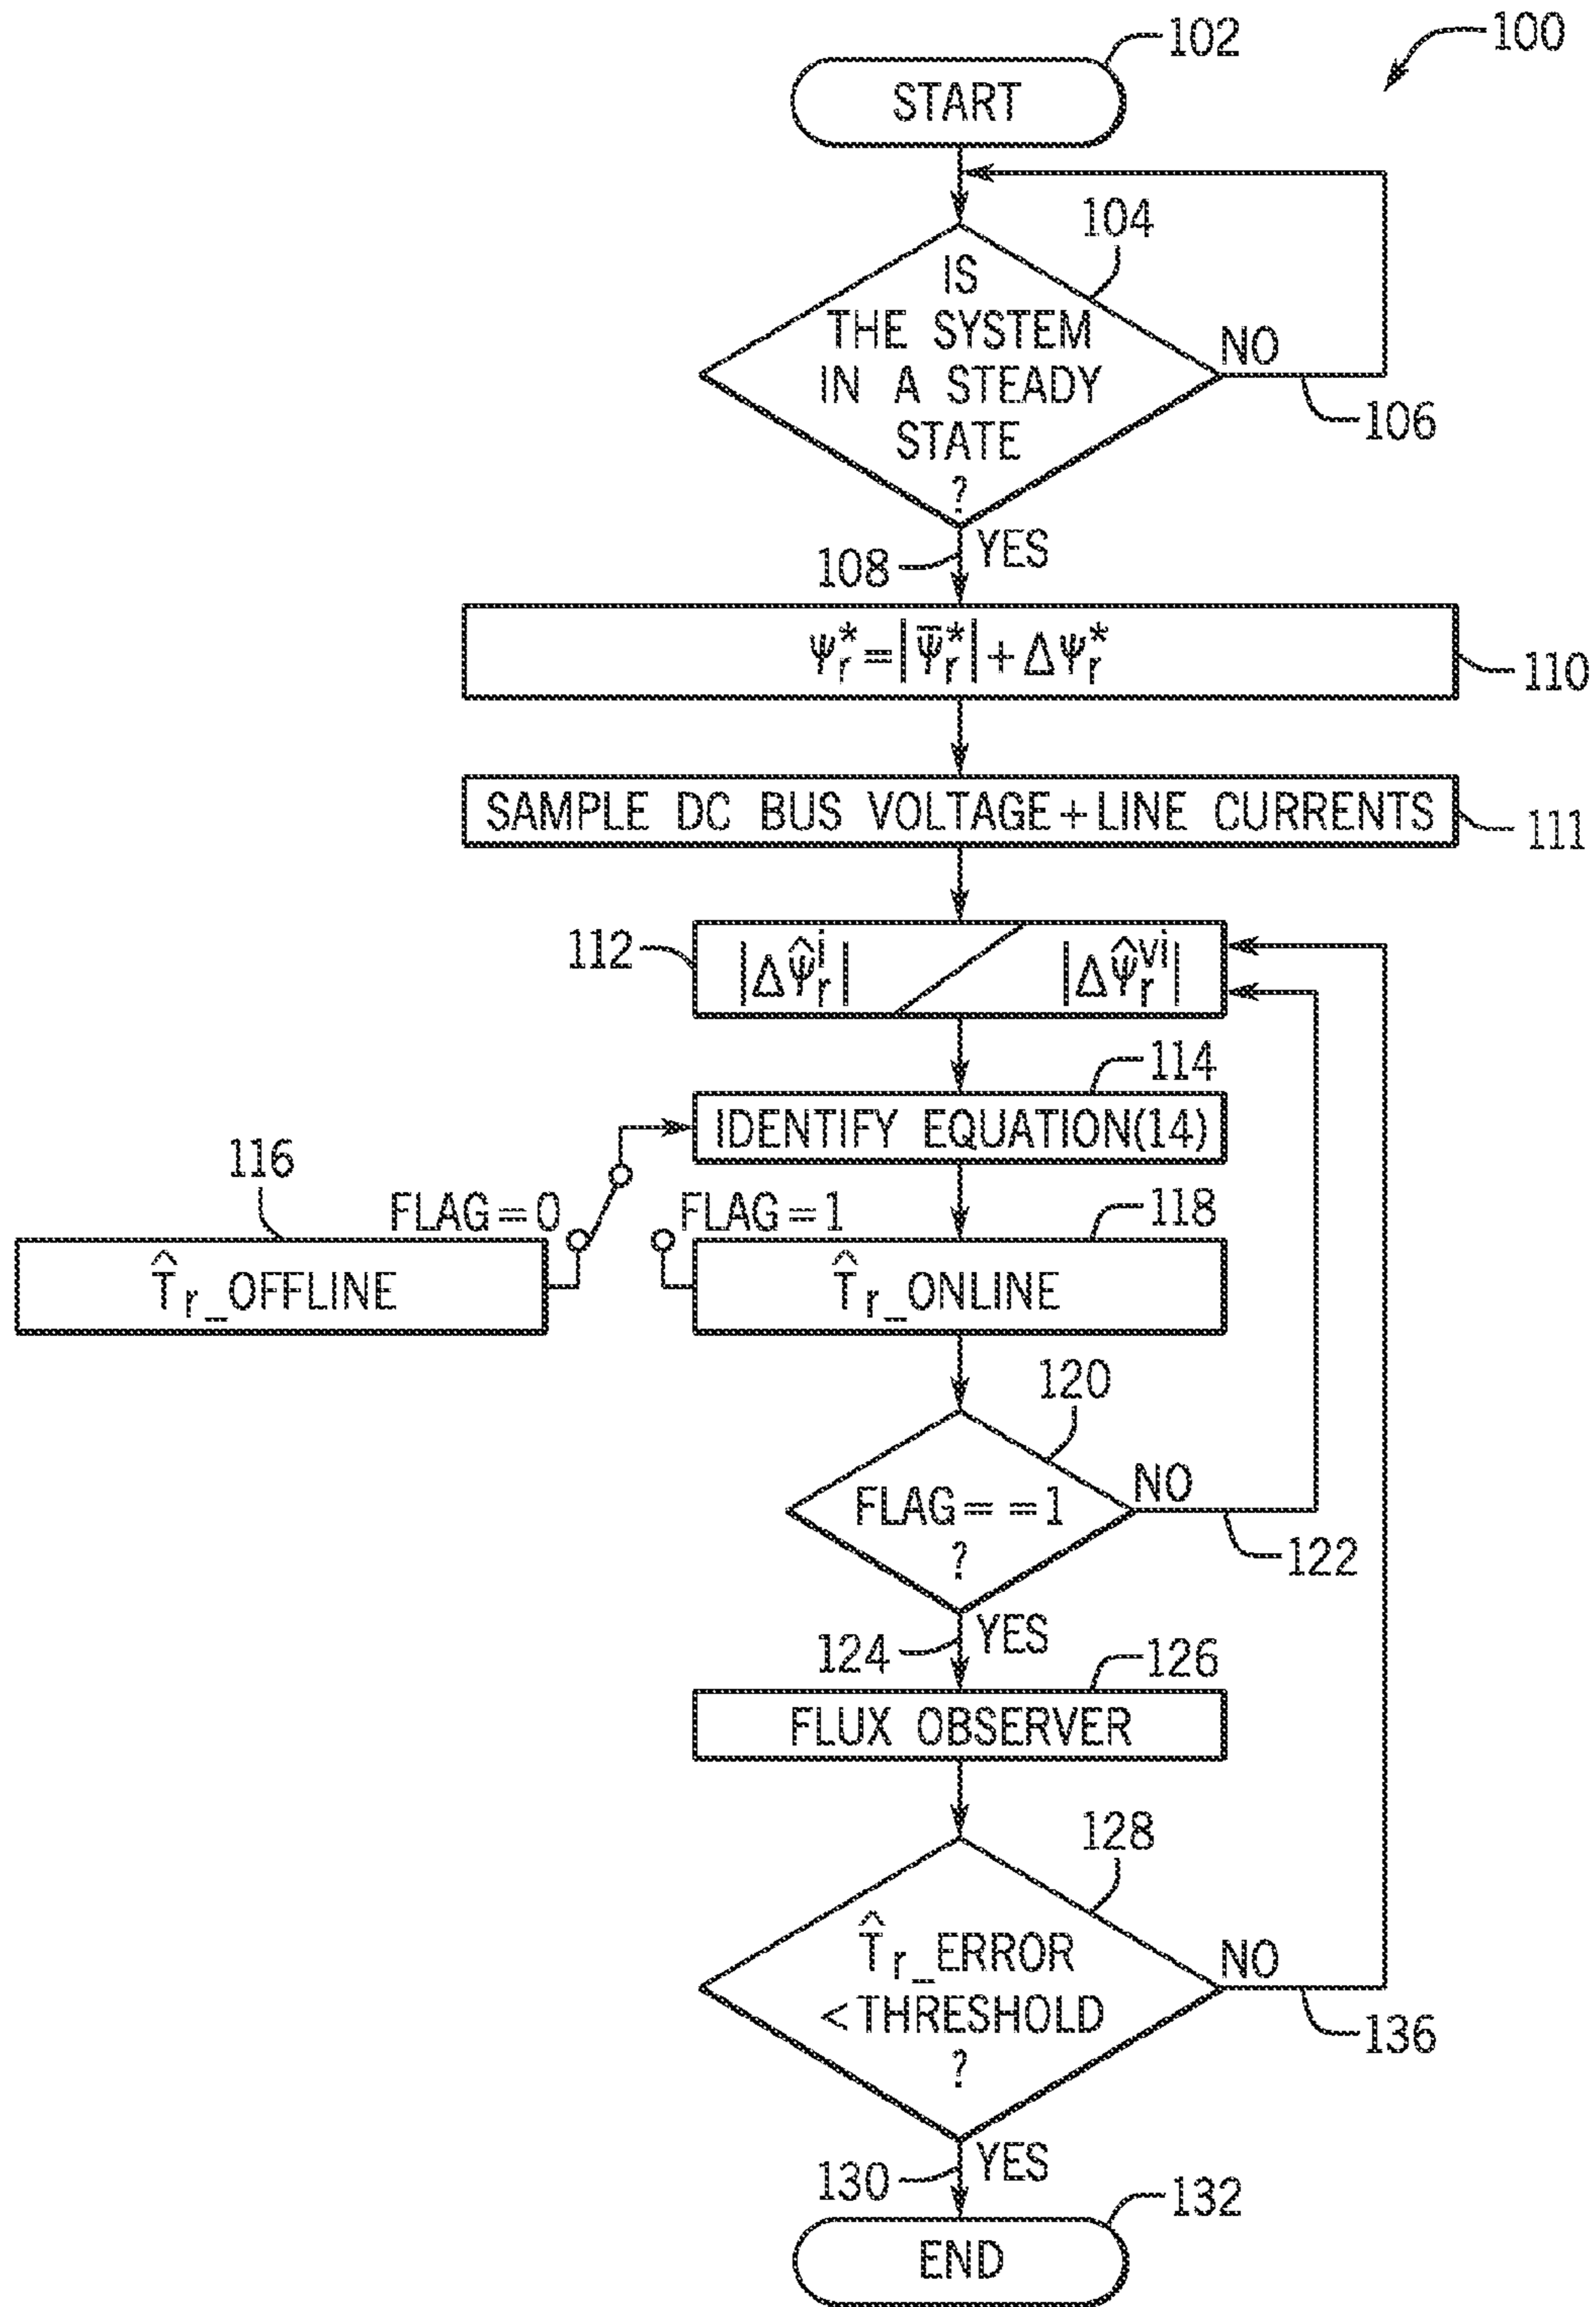 102
100
START
104
IS
THE SYSTEM
IN A STEADY
STATE
?
NO
106
108
YES
ψr* = |ψ̅r*| + Δψr*
110
SAMPLE DC BUS VOLTAGE + LINE CURRENTS
111
112
|Δψ̂rⁱ| / |Δψ̂rᵛⁱ|
114
IDENTIFY EQUATION(14)
116
FLAG = 0
FLAG = 1
118
T̂r_OFFLINE
T̂r_ONLINE
120
FLAG = = 1
?
NO
122
124
YES
126
FLUX OBSERVER
128
T̂r_ERROR
< THRESHOLD
?
NO
136
130
YES
132
END